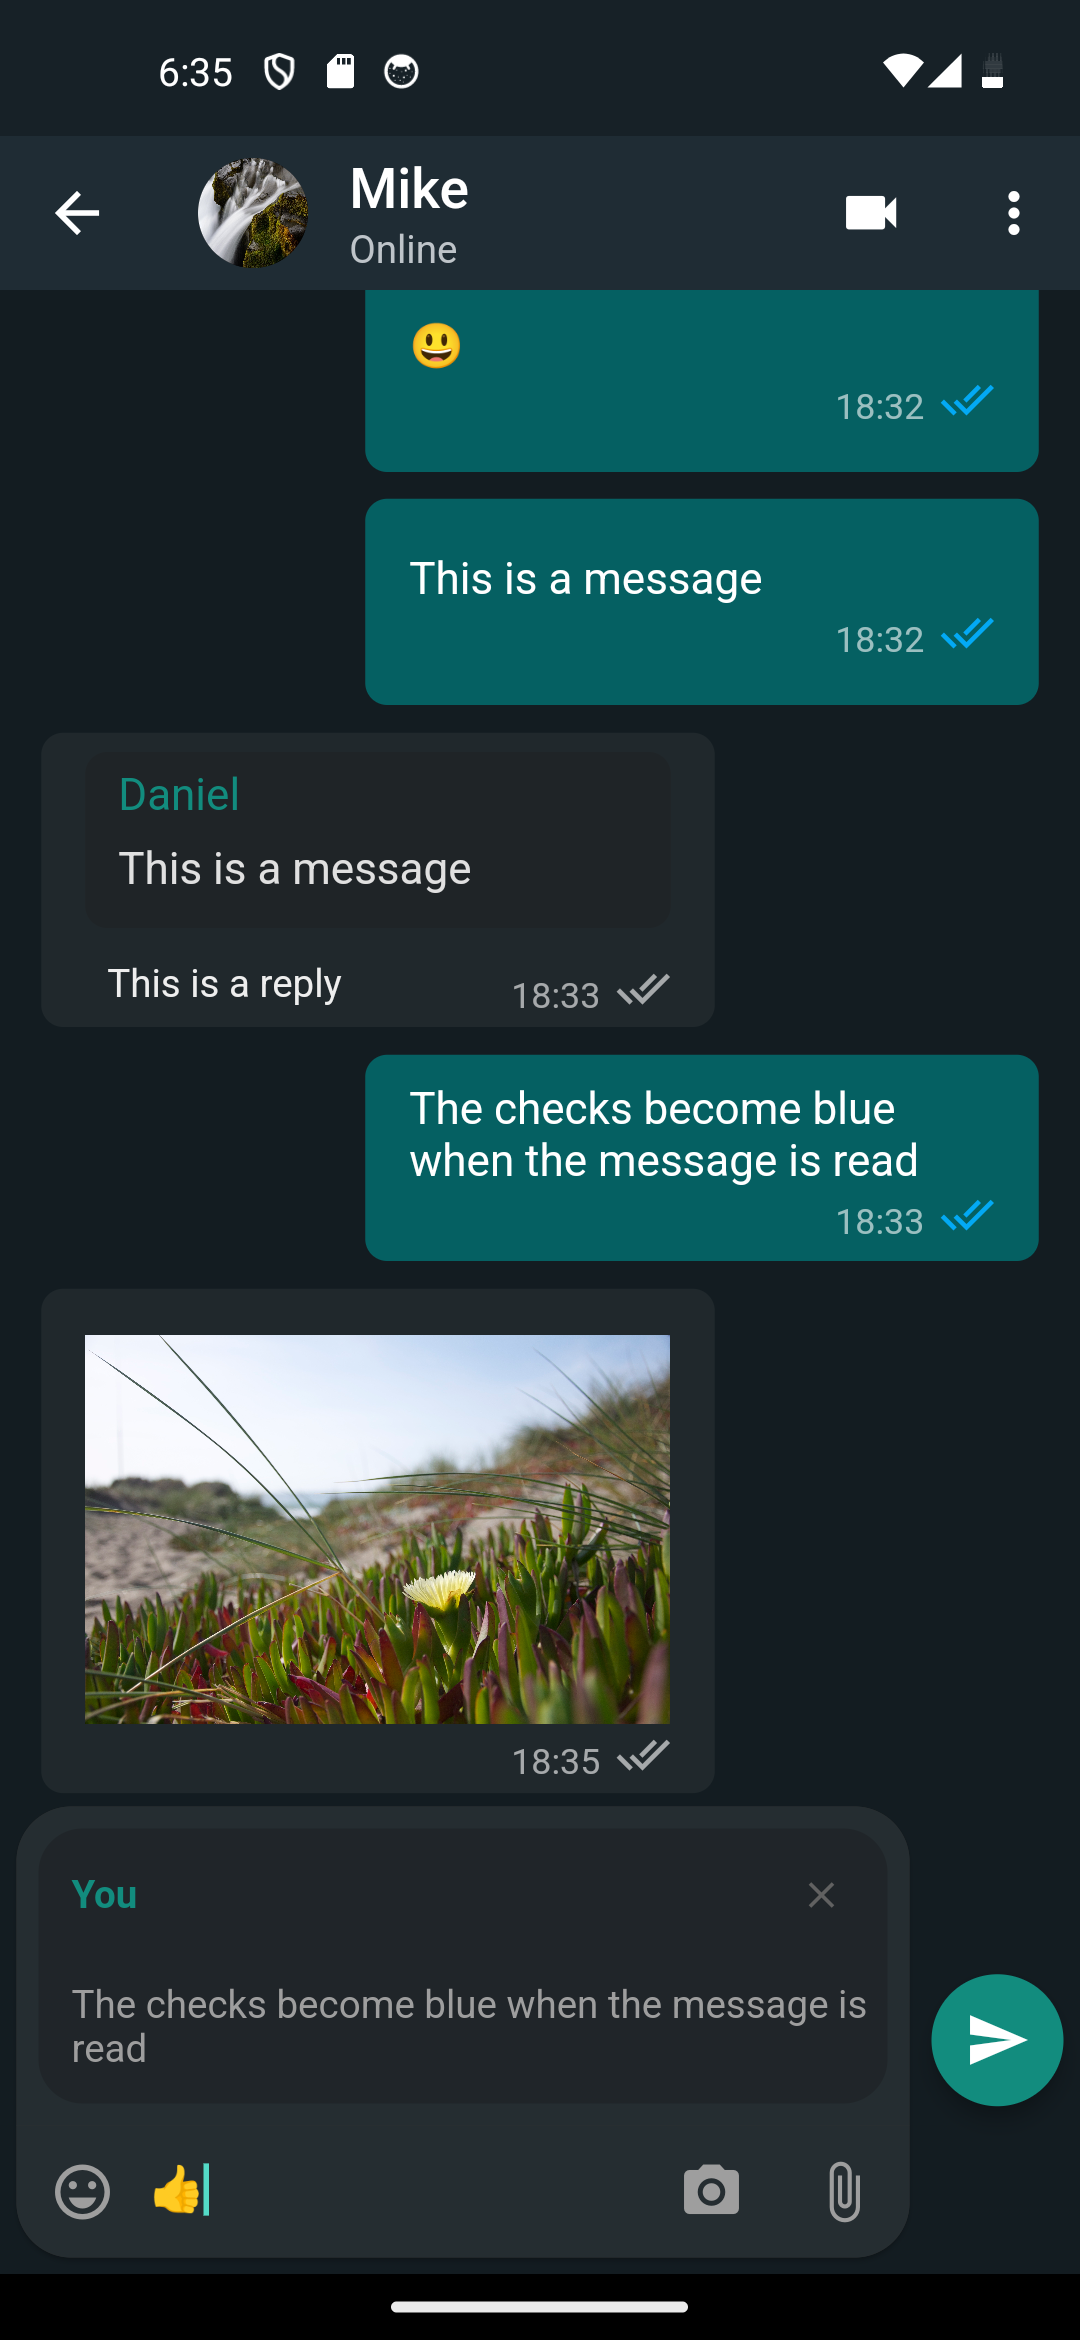 6:35
Mike
Online
😃
18:32
This is a message
18:32
Daniel
This is a message
This is a reply
18:33
The checks become blue
when the message is read
18:33
18:35
You
The checks become blue when the message is
read
👍